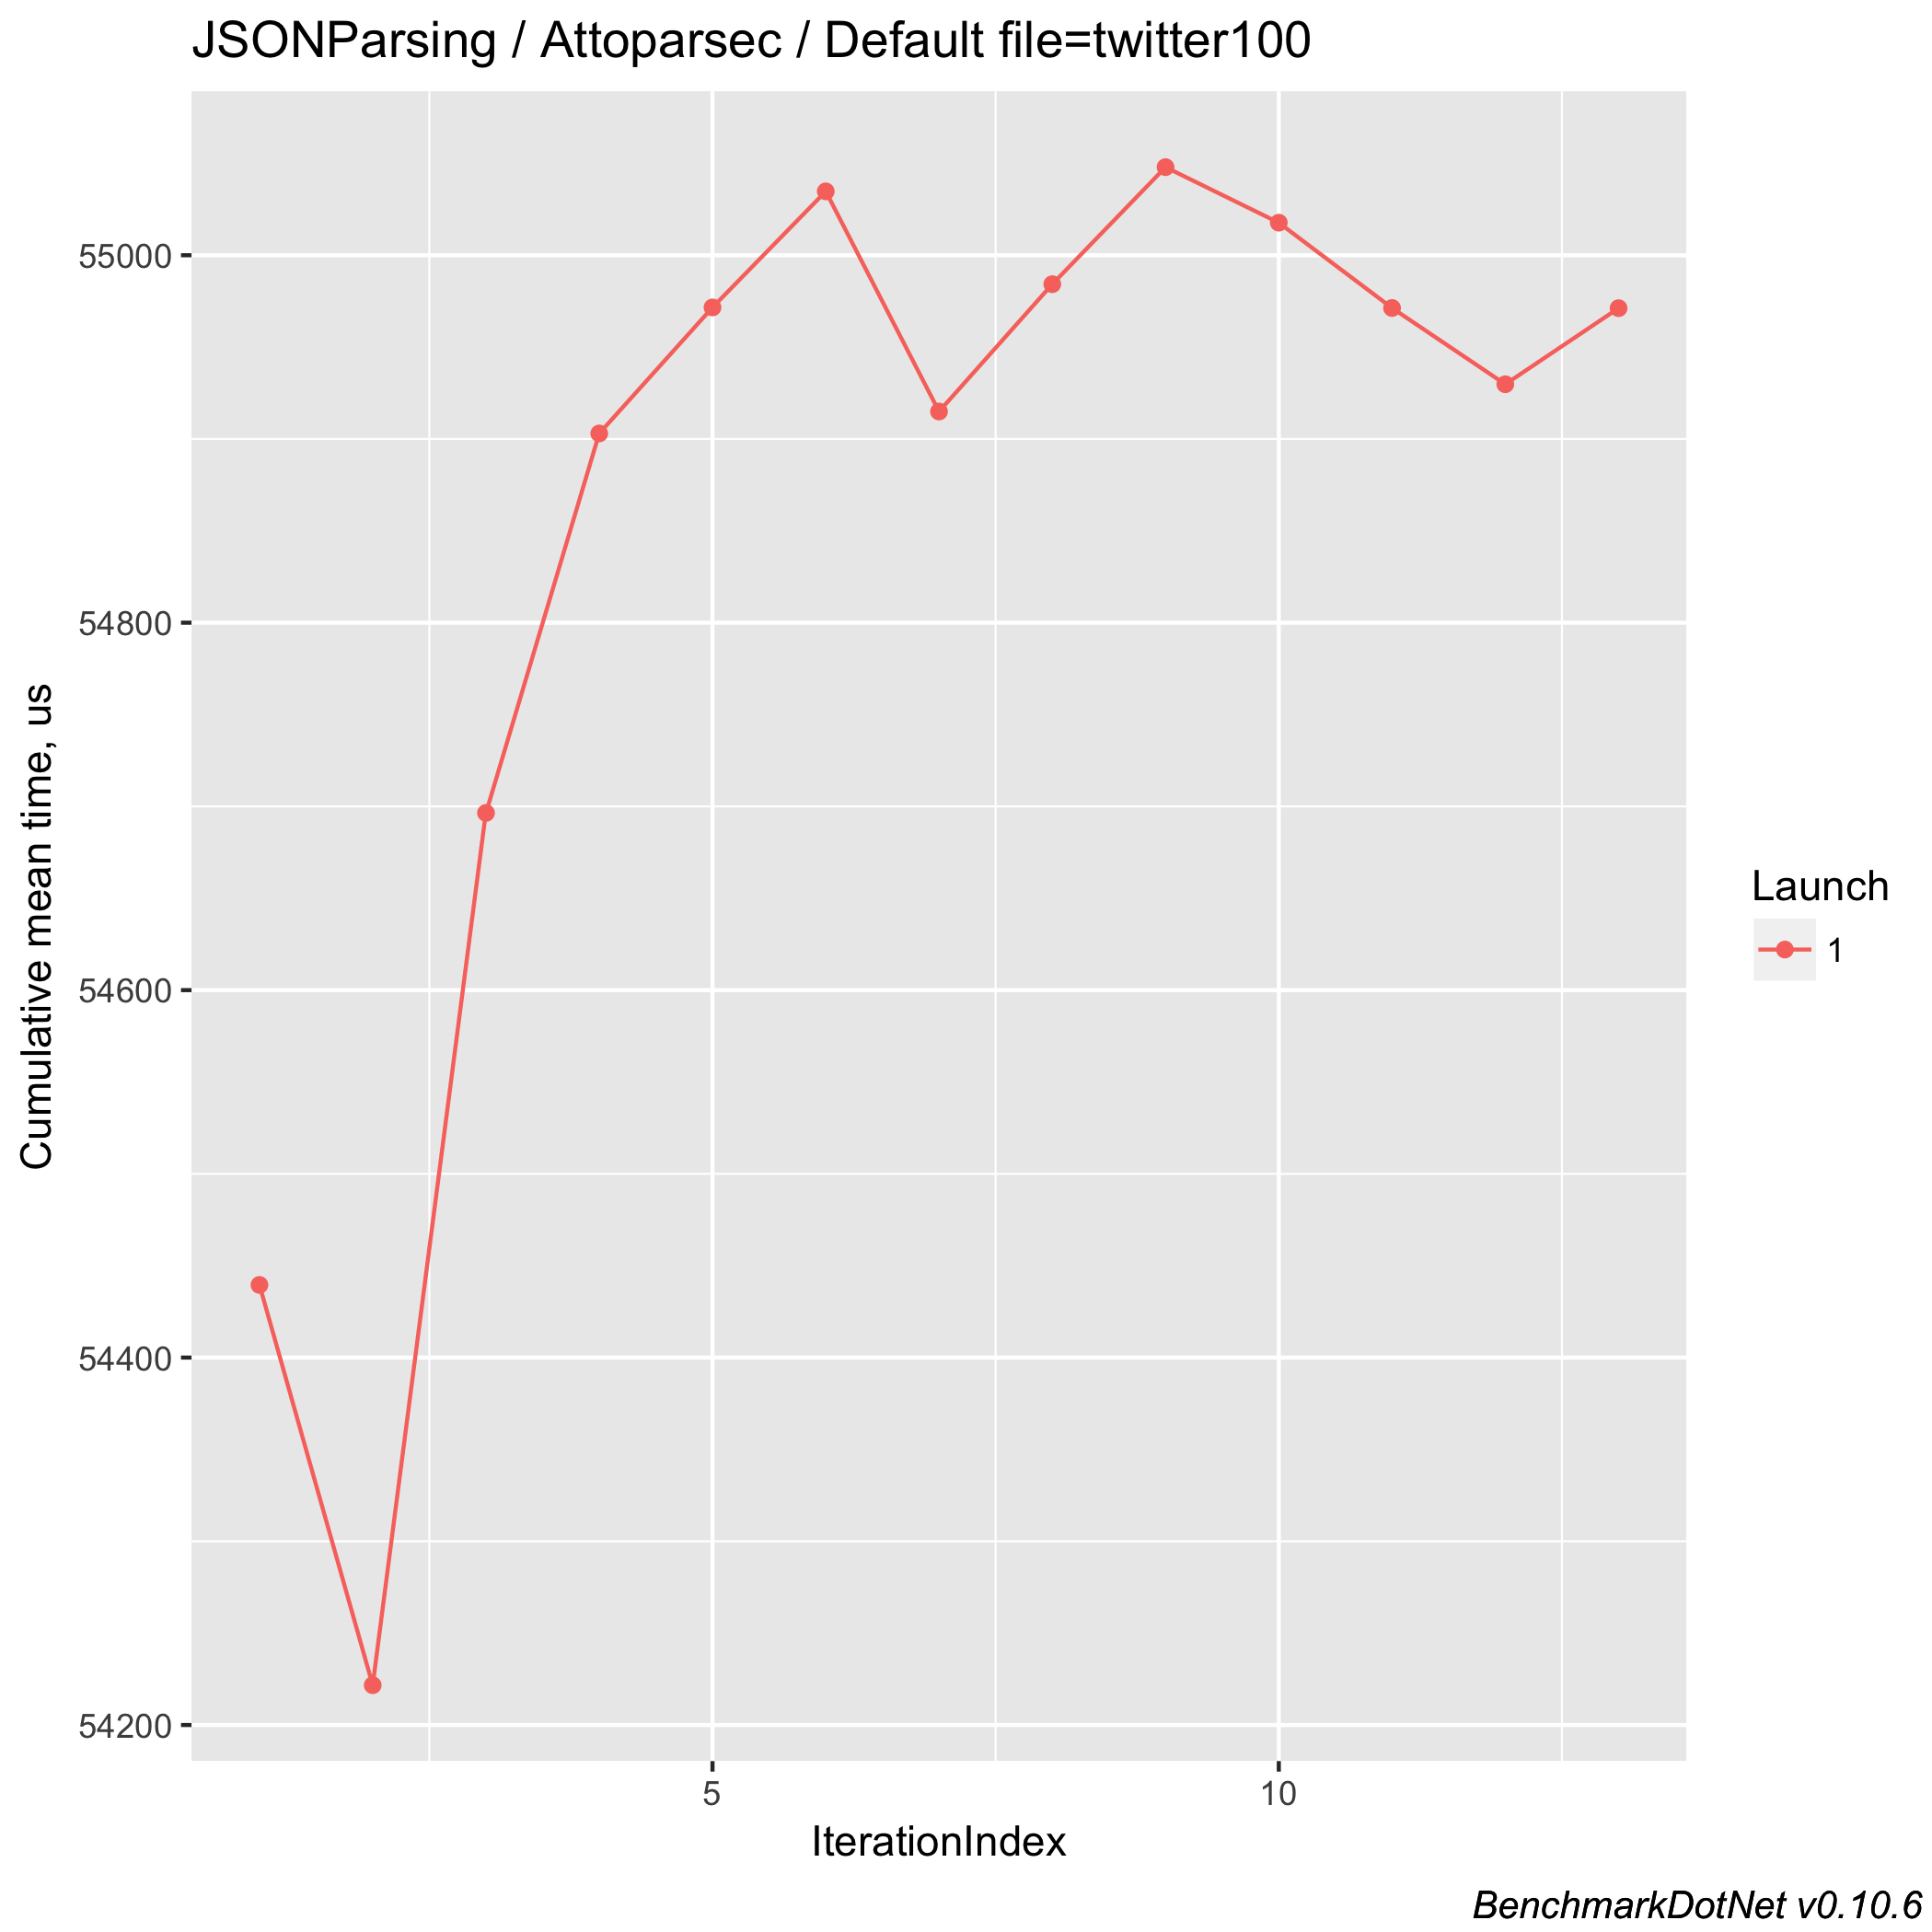 JSONParsing / Attoparsec / Default file=twitter100
55000
54800
54600
54400
54200
Cumulative mean time, us
5
10
IterationIndex
Launch
1
BenchmarkDotNet v0.10.6